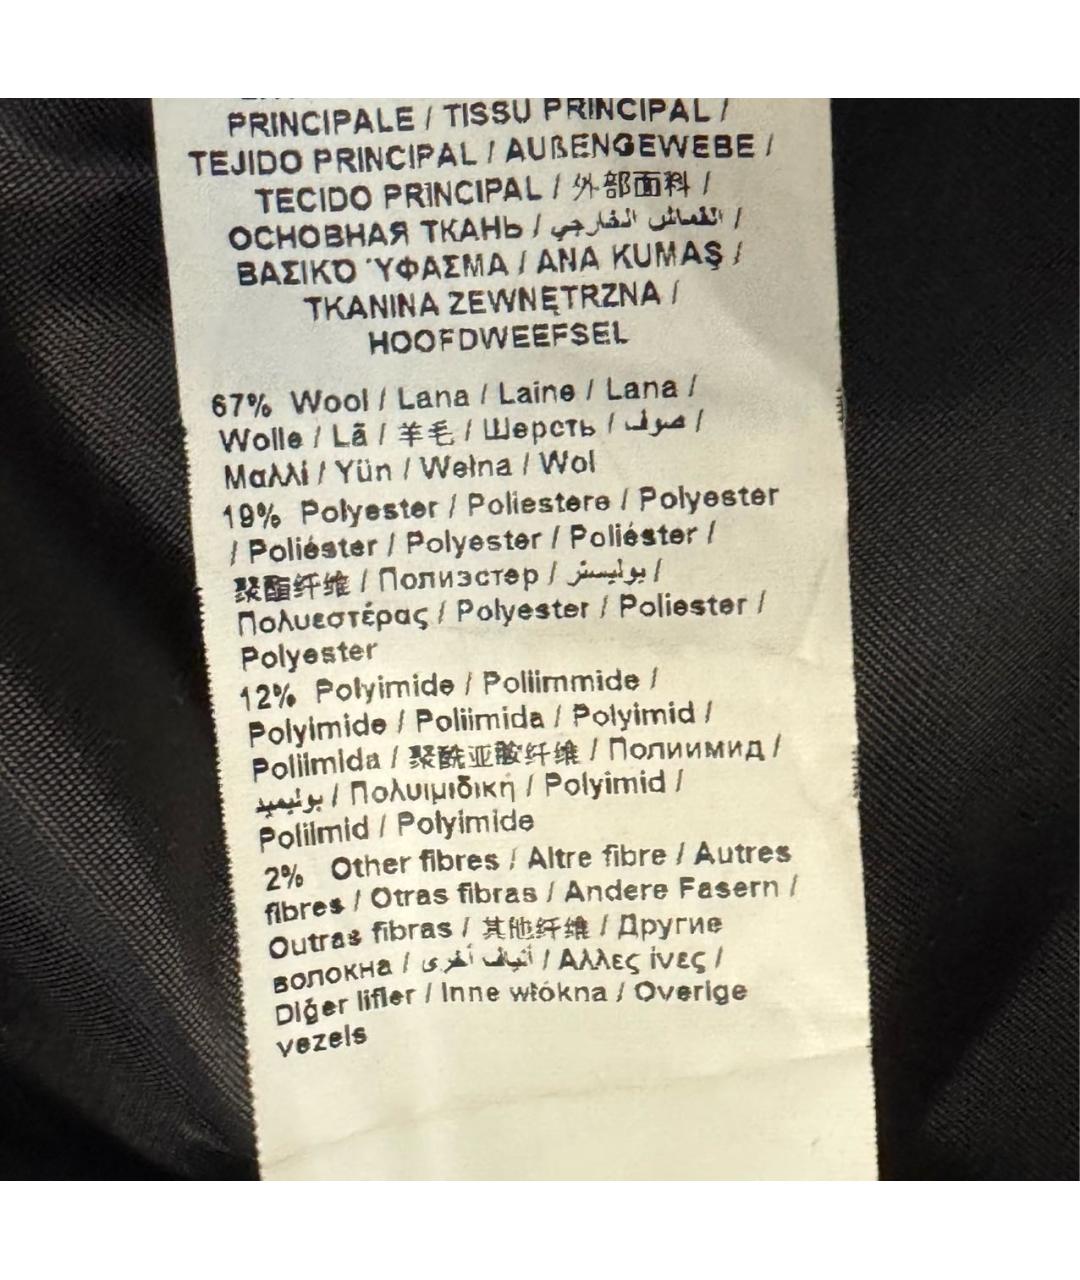 PRINCIPALE / TISSU PRINCIPAL /
TEJIDO PRINCIPAL / AUßENGEWEBE /
TECIDO PRINCIPAL / 外部面料 /
ОСНОВНАЯ ТКАНЬ / القماش الخارجي /
ΒΑΣΙΚΌ ΎΦΑΣΜΑ / ANA KUMAŞ /
TKANINA ZEWNĘTRZNA /
HOOFDWEEFSEL
67% Wool / Lana / Laine / Lana /
Wolle / Lã / 羊毛 / Шерсть / صوف /
Μαλλί / Yün / Wełna / Wol
19% Polyester / Poliestere / Polyester
/ Poliéster / Polyester / Poliéster /
聚酯纤维 / Полиэстер / بوليستر /
Πολυεστέρας / Polyester / Poliester /
Polyester
12% Polyimide / Poliimmide /
Polyimide / Poliimida / Polyimid /
Poliimida / 聚酰亚胺纤维 / Полиимид /
بوليميد / Πολυιμιδική / Polyimid /
Poliimid / Polyimide
2% Other fibres / Altre fibre / Autres
fibres / Otras fibras / Andere Fasern /
Outras fibras / 其他纤维 / Другие
волокна / ألياف أخرى / Αλλες ίνες /
Diğer lifler / Inne włókna / Overige
vezels